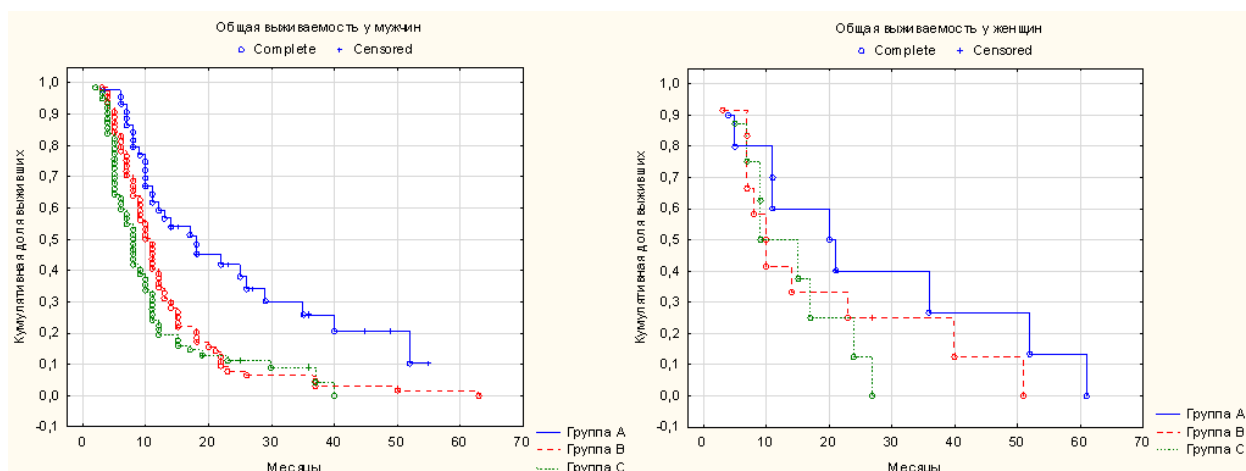 Общая выживаемость у мужчин
Complete Censored
Кумулятивная доля выживших
1,0
0,9
0,8
0,7
0,6
0,5
0,4
0,3
0,2
0,1
0,0
-0,1
0 10 20 30 40 50 60 70
Месяцы
Группа A
Группа B
Группа C
Общая выживаемость у женщин
Complete Censored
Кумулятивная доля выживших
1,0
0,9
0,8
0,7
0,6
0,5
0,4
0,3
0,2
0,1
0,0
-0,1
0 10 20 30 40 50 60 70
Месяцы
Группа A
Группа B
Группа C